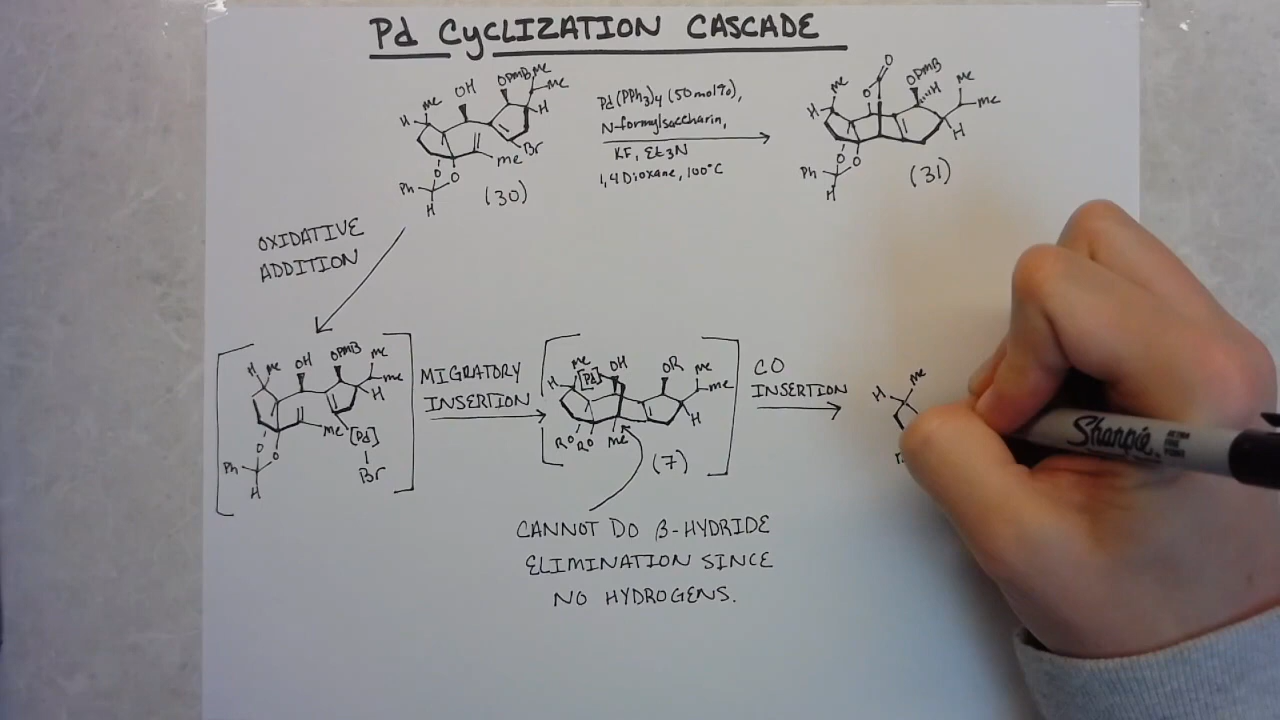 Pd CyCLIZATION CASCADE
Me
OH
OPMB
Me
Me
H
H
Br
Me
O
O
Ph
H
(30)
Pd(PPh3)4 (50 mol%),
N-formylsaccharin,
KF, Et3N
1,4 Dioxane, 100°C
O
O
Me
H
OPMB
H
Me
Me
H
O
O
Ph
H
(31)
OXIDATIVE
ADDITION
H
Me
OH
OPMB
Me
Me
H
Me
[Pd]
Br
O
O
Ph
H
MIGRATORY
INSERTION
Me
[Pd]
OH
OR
Me
Me
H
H
RO
RO
Me
(7)
CO
INSERTION
H
Me
CANNOT DO β-HYDRIDE
ELIMINATION SINCE
NO HYDROGENS.
Sharpie